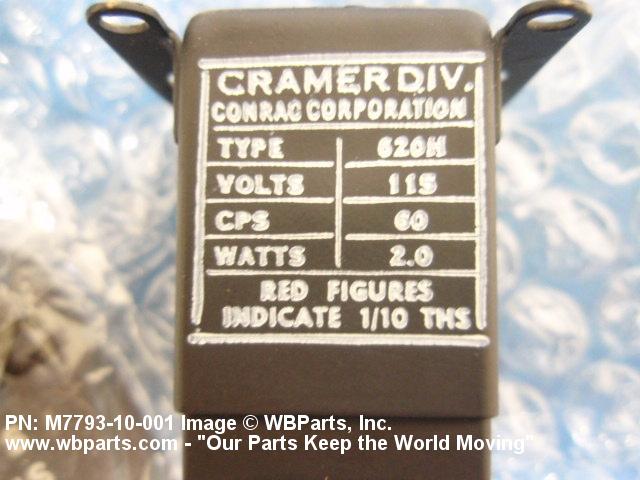 CRAMER DIV.
CONRAC CORPORATION
TYPE 620H
VOLTS 115
CPS 60
WATTS 2.0
RED FIGURES
INDICATE 1/10 THS
PN: M7793-10-001 Image © WBParts, Inc.
www.wbparts.com - "Our Parts Keep the World Moving"